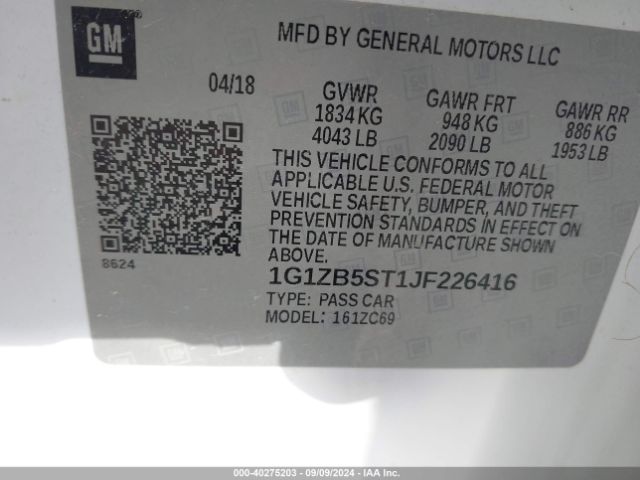 GM
MFD BY GENERAL MOTORS LLC
04/18
GVWR
1834 KG
4043 LB
GAWR FRT
948 KG
2090 LB
GAWR RR
886 KG
1953 LB
THIS VEHICLE CONFORMS TO ALL
APPLICABLE U.S. FEDERAL MOTOR
VEHICLE SAFETY, BUMPER, AND THEFT
PREVENTION STANDARDS IN EFFECT ON
THE DATE OF MANUFACTURE SHOWN
ABOVE.
8624
1G1ZB5ST1JF226416
TYPE: PASS CAR
MODEL: 161ZC69
000-40275203 - 09/09/2024 - IAA Inc.